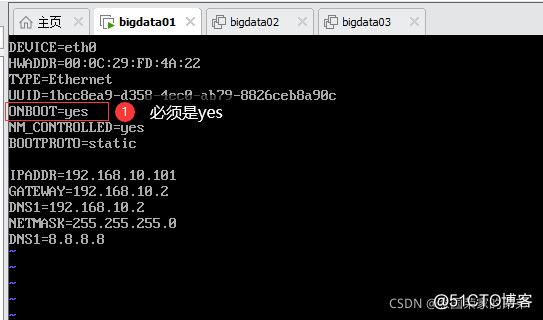 主页 bigdata01 bigdata02 bigdata03
DEVICE=eth0
HWADDR=00:0C:29:FD:4A:22
TYPE=Ethernet
UUID=1bcc8ea9-d358-4ec0-ab79-8826ceb8a90c
ONBOOT=yes 1 必须是yes
NM_CONTROLLED=yes
BOOTPROTO=static
IPADDR=192.168.10.101
GATEWAY=192.168.10.2
DNS1=192.168.10.2
NETMASK=255.255.255.0
DNS1=8.8.8.8
~
~
~
~
~
@51CTO博客
CSDN